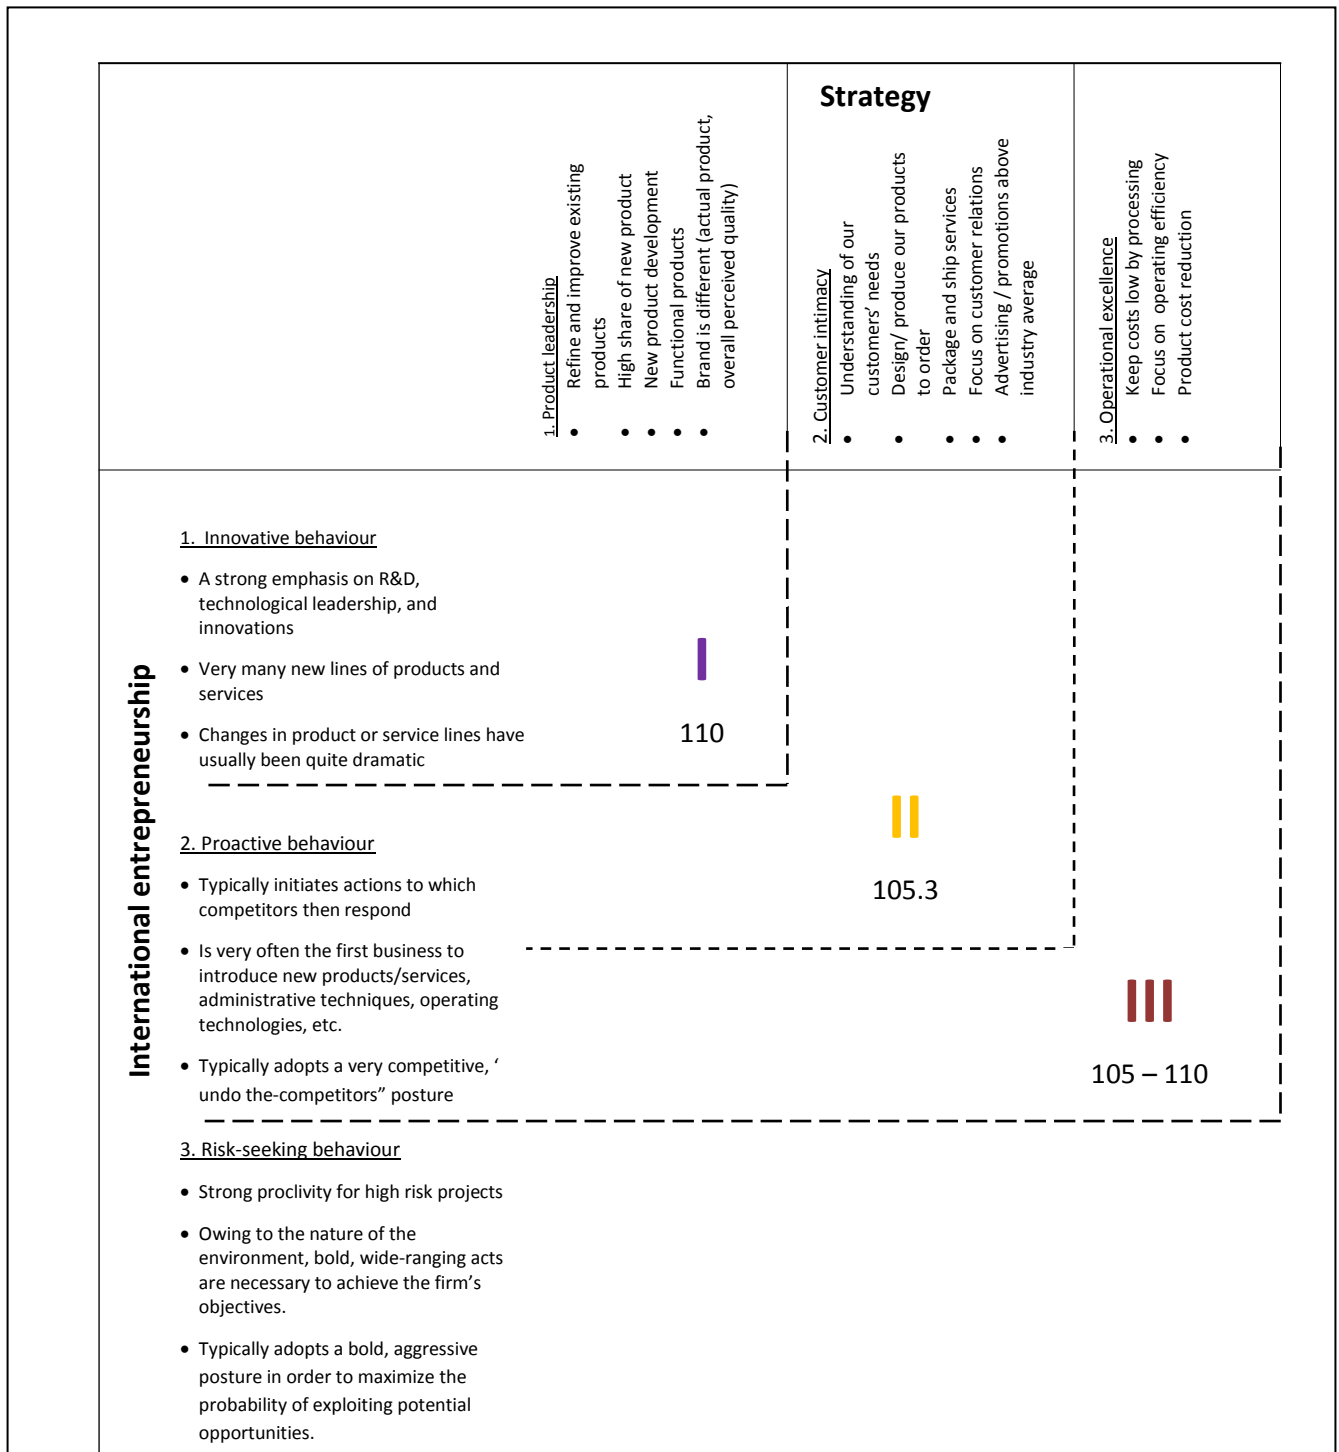 Strategy
1. Product leadership
• Refine and improve existing
products
• High share of new product
• New product development
• Functional products
• Brand is different (actual product,
overall perceived quality)
2. Customer intimacy
• Understanding of our
customers’ needs
• Design/ produce our products
to order
• Package and ship services
• Focus on customer relations
• Advertising / promotions above
industry average
3. Operational excellence
• Keep costs low by processing
• Focus on operating efficiency
• Product cost reduction
International entrepreneurship
1. Innovative behaviour
• A strong emphasis on R&D,
technological leadership, and
innovations
• Very many new lines of products and
services
• Changes in product or service lines have
usually been quite dramatic
I
110
2. Proactive behaviour
• Typically initiates actions to which
competitors then respond
• Is very often the first business to
introduce new products/services,
administrative techniques, operating
technologies, etc.
• Typically adopts a very competitive, ‘
undo the-competitors” posture
II
105.3
III
105 – 110
3. Risk-seeking behaviour
• Strong proclivity for high risk projects
• Owing to the nature of the
environment, bold, wide-ranging acts
are necessary to achieve the firm’s
objectives.
• Typically adopts a bold, aggressive
posture in order to maximize the
probability of exploiting potential
opportunities.